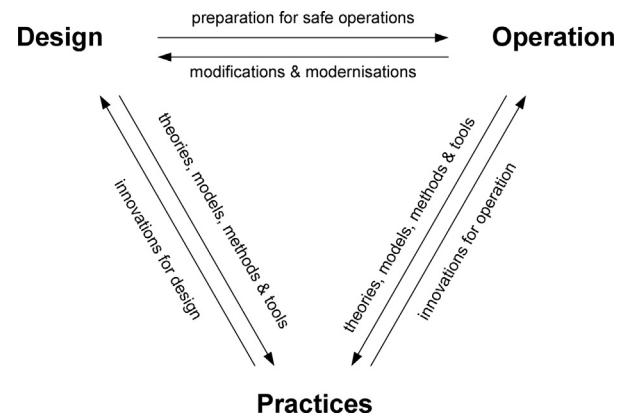 preparation for safe operations
Design
Operation
modifications & modernisations
theories, models, methods & tools
innovations for design
theories, models, methods & tools
innovations for operation
Practices